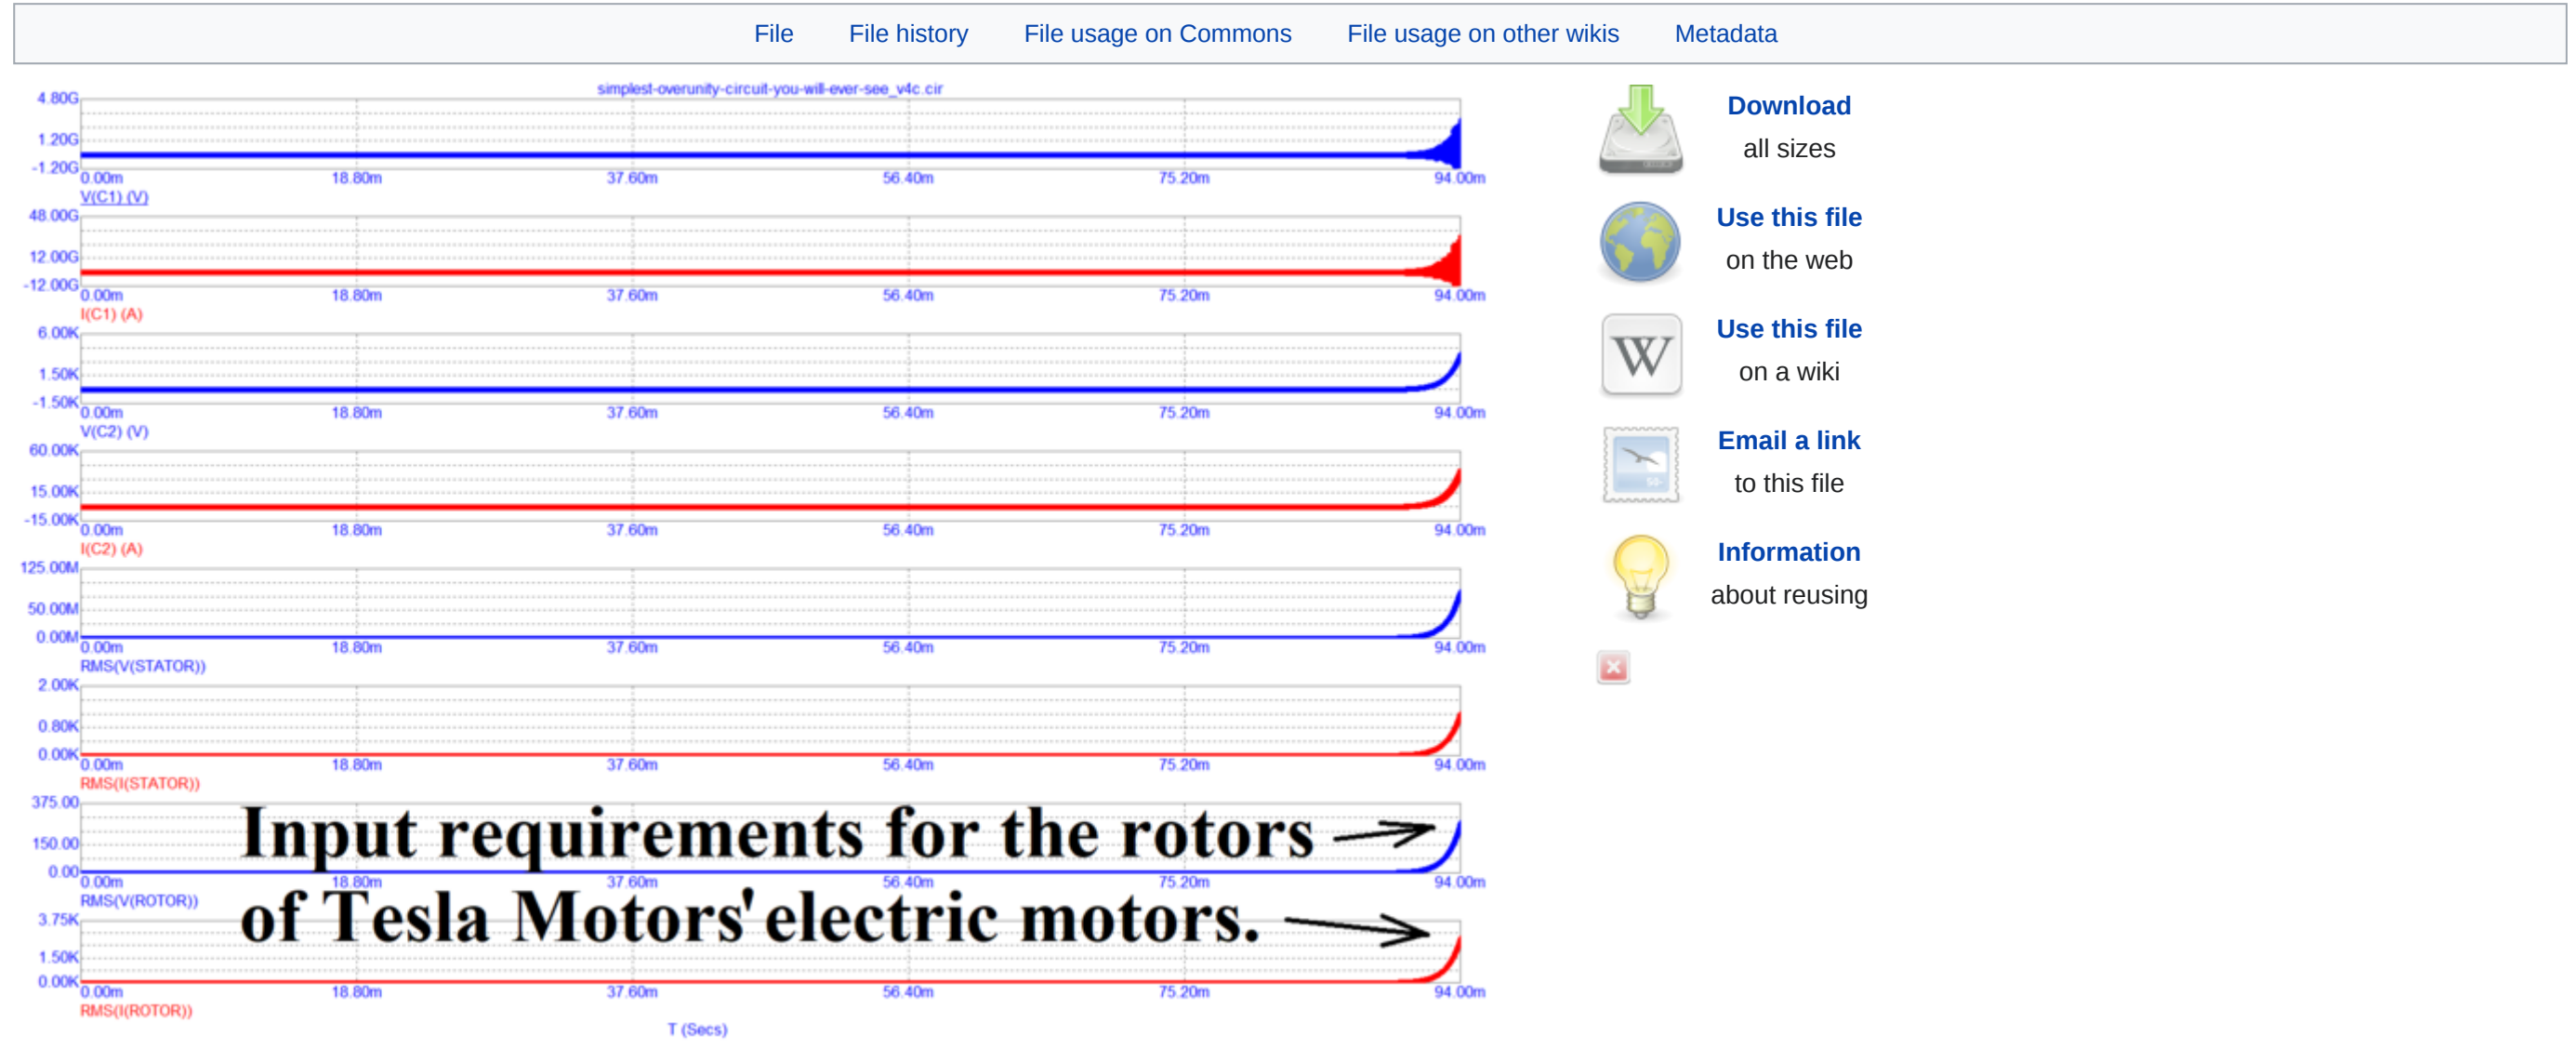 File File history File usage on Commons File usage on other wikis Metadata
simplest-overunity-circuit-you-will-ever-see_v4c.cir
4.80G
1.20G
-1.20G
0.00m 18.80m 37.60m 56.40m 75.20m 94.00m
V(C1) (V)
48.00G
12.00G
-12.00G
0.00m 18.80m 37.60m 56.40m 75.20m 94.00m
I(C1) (A)
6.00K
1.50K
-1.50K
0.00m 18.80m 37.60m 56.40m 75.20m 94.00m
V(C2) (V)
60.00K
15.00K
-15.00K
0.00m 18.80m 37.60m 56.40m 75.20m 94.00m
I(C2) (A)
125.00M
50.00M
0.00M
0.00m 18.80m 37.60m 56.40m 75.20m 94.00m
RMS(V(STATOR))
2.00K
0.80K
0.00K
0.00m 18.80m 37.60m 56.40m 75.20m 94.00m
RMS(I(STATOR))
375.00
150.00
0.00
Input requirements for the rotors
0.00m 18.80m 37.60m 56.40m 75.20m 94.00m
RMS(V(ROTOR))
of Tesla Motors' electric motors.
3.75K
1.50K
0.00K
0.00m 18.80m 37.60m 56.40m 75.20m 94.00m
RMS(I(ROTOR))
T (Secs)
Download
all sizes
Use this file
on the web
W
Use this file
on a wiki
50-
Email a link
to this file
Information
about reusing